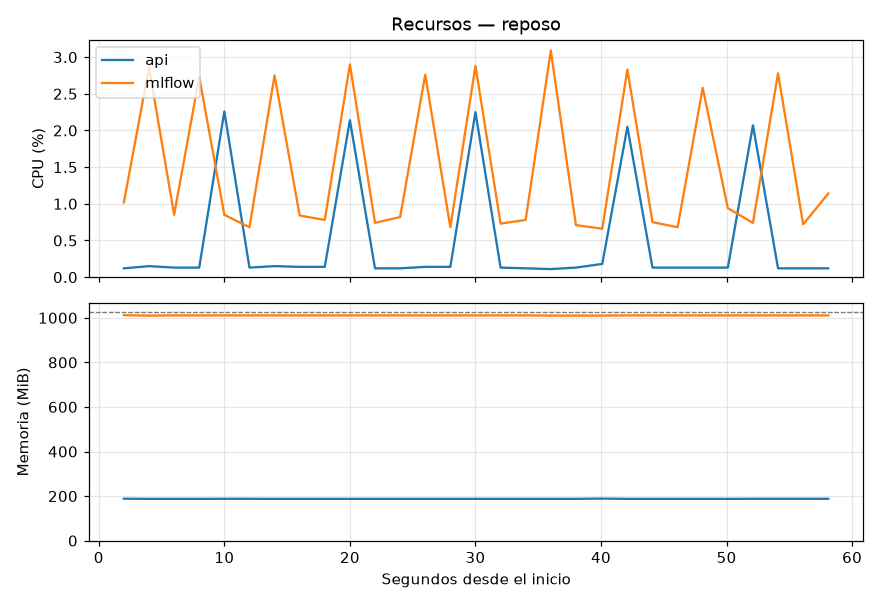 Recursos — reposo
api
mlflow
CPU (%)
3.0
2.5
2.0
1.5
1.0
0.5
0.0
Memoria (MiB)
1000
800
600
400
200
0
0 10 20 30 40 50 60
Segundos desde el inicio